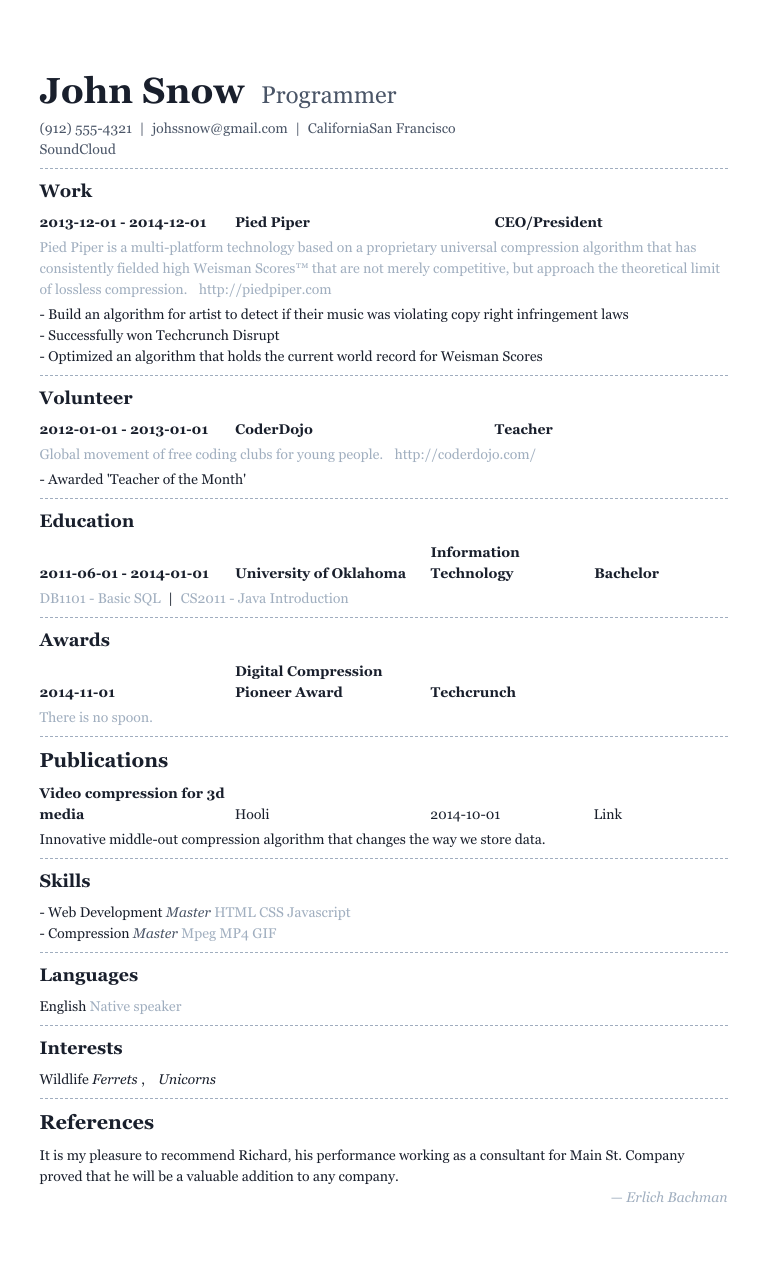 John Snow Programmer
(912) 555-4321 | johssnow@gmail.com | CaliforniaSan Francisco
SoundCloud
Work
2013-12-01 - 2014-12-01 Pied Piper CEO/President
Pied Piper is a multi-platform technology based on a proprietary universal compression algorithm that has
consistently fielded high Weisman Scores™ that are not merely competitive, but approach the theoretical limit
of lossless compression. http://piedpiper.com
- Build an algorithm for artist to detect if their music was violating copy right infringement laws
- Successfully won Techcrunch Disrupt
- Optimized an algorithm that holds the current world record for Weisman Scores
Volunteer
2012-01-01 - 2013-01-01 CoderDojo Teacher
Global movement of free coding clubs for young people. http://coderdojo.com/
- Awarded 'Teacher of the Month'
Education
Information
2011-06-01 - 2014-01-01 University of Oklahoma Technology Bachelor
DB1101 - Basic SQL | CS2011 - Java Introduction
Awards
Digital Compression
2014-11-01 Pioneer Award Techcrunch
There is no spoon.
Publications
Video compression for 3d
media Hooli 2014-10-01 Link
Innovative middle-out compression algorithm that changes the way we store data.
Skills
- Web Development Master HTML CSS Javascript
- Compression Master Mpeg MP4 GIF
Languages
English Native speaker
Interests
Wildlife Ferrets , Unicorns
References
It is my pleasure to recommend Richard, his performance working as a consultant for Main St. Company
proved that he will be a valuable addition to any company.
— Erlich Bachman